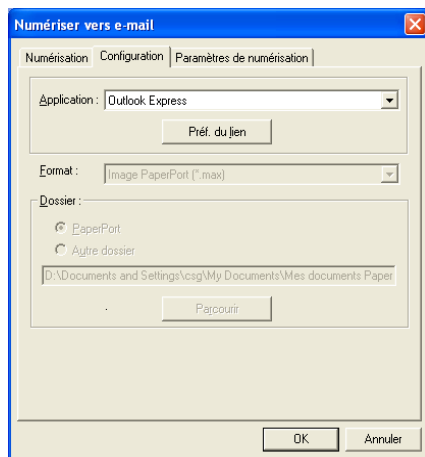 Numériser vers e-mail
Numérisation Configuration Paramètres de numérisation
Application : Outlook Express
Préf. du lien
Format : Image PaperPort (*.max)
Dossier :
PaperPort
Autre dossier
D:\Documents and Settings\csg\My Documents\Mes documents Paper
Parcourir
OK Annuler